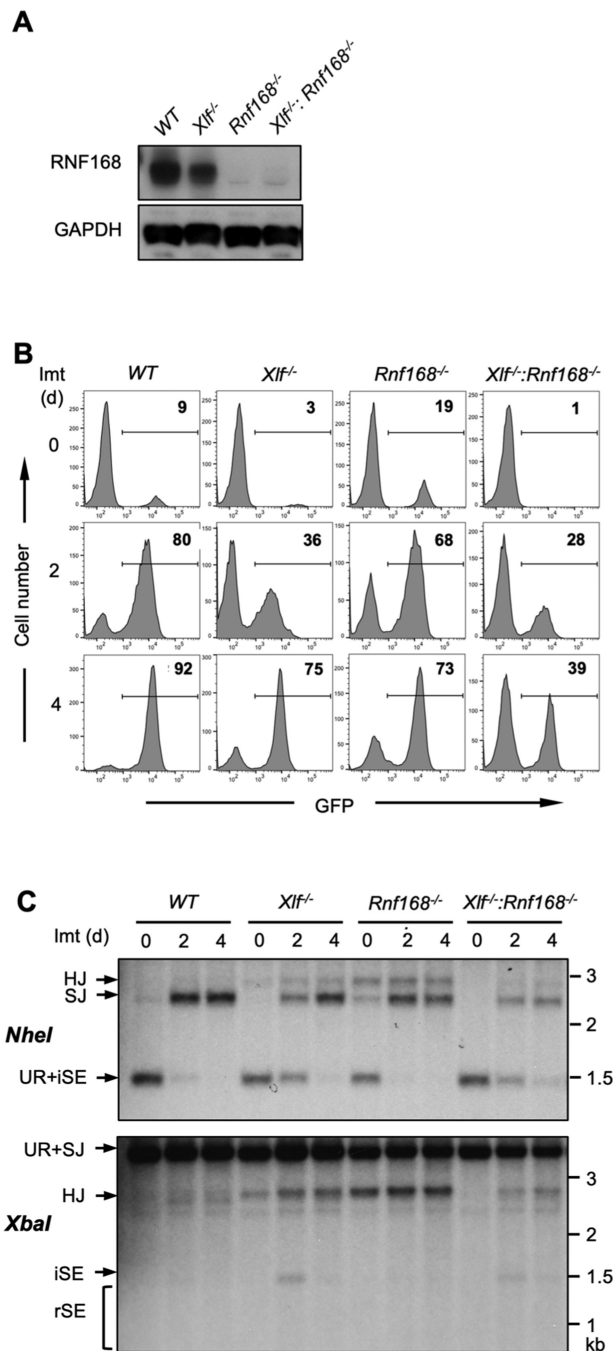 A
WT Xlf-/- Rnf168-/- Xlf-/-: Rnf168-/-
RNF168
GAPDH
B
Imt (d) WT Xlf-/- Rnf168-/- Xlf-/-:Rnf168-/-
0 9 3 19 1
2 80 36 68 28
4 92 75 73 39
Cell number
GFP
C
WT Xlf-/- Rnf168-/- Xlf-/-:Rnf168-/-
Imt (d) 0 2 4 0 2 4 0 2 4 0 2 4
HJ 3
SJ
2
NheI
UR+iSE 1.5
UR+SJ
3
HJ
XbaI 2
iSE 1.5
rSE
1
kb